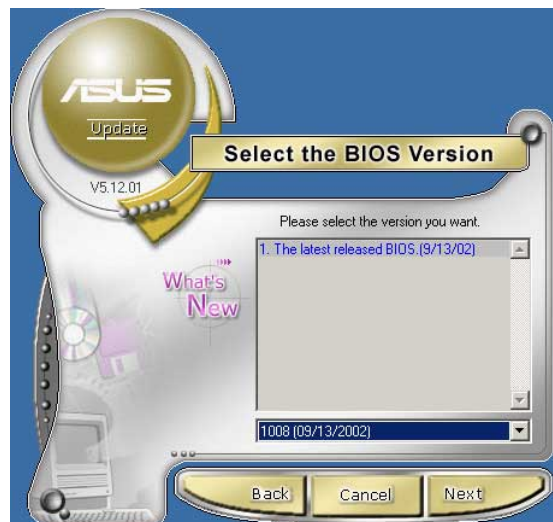 ASUS
Update
V5.12.01
Select the BIOS Version
Please select the version you want.
1. The latest released BIOS.(9/13/02)
What's
New
1008 (09/13/2002)
Back Cancel Next